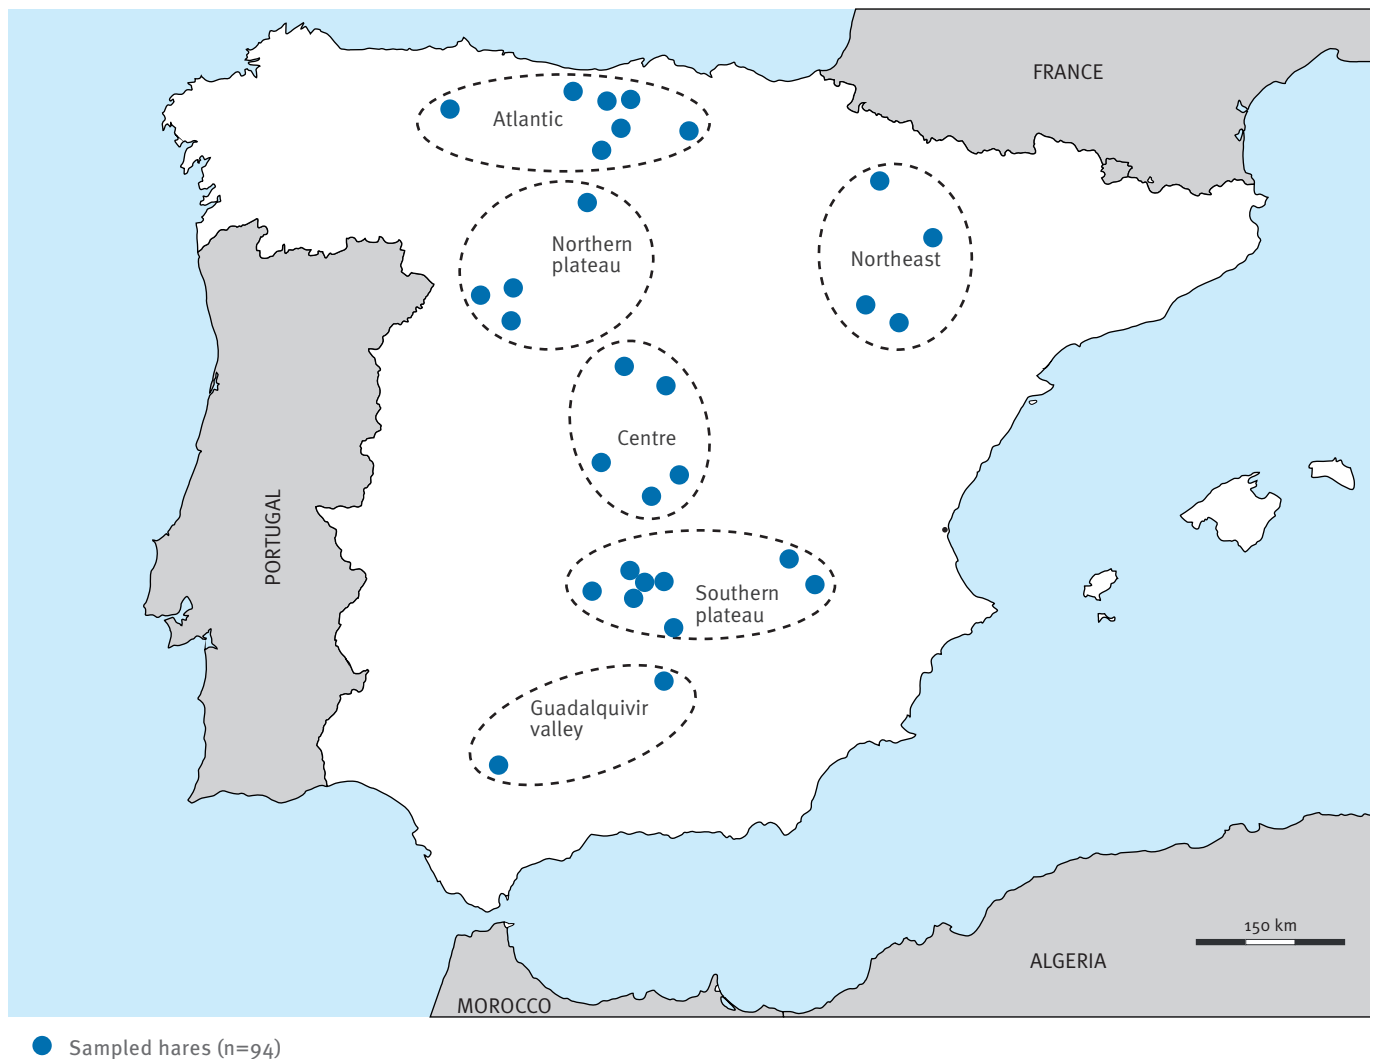 FRANCE
Atlantic
Northern
plateau
Northeast
Centre
PORTUGAL
Southern
plateau
Guadalquivir
valley
150 km
ALGERIA
MOROCCO
Sampled hares (n=94)